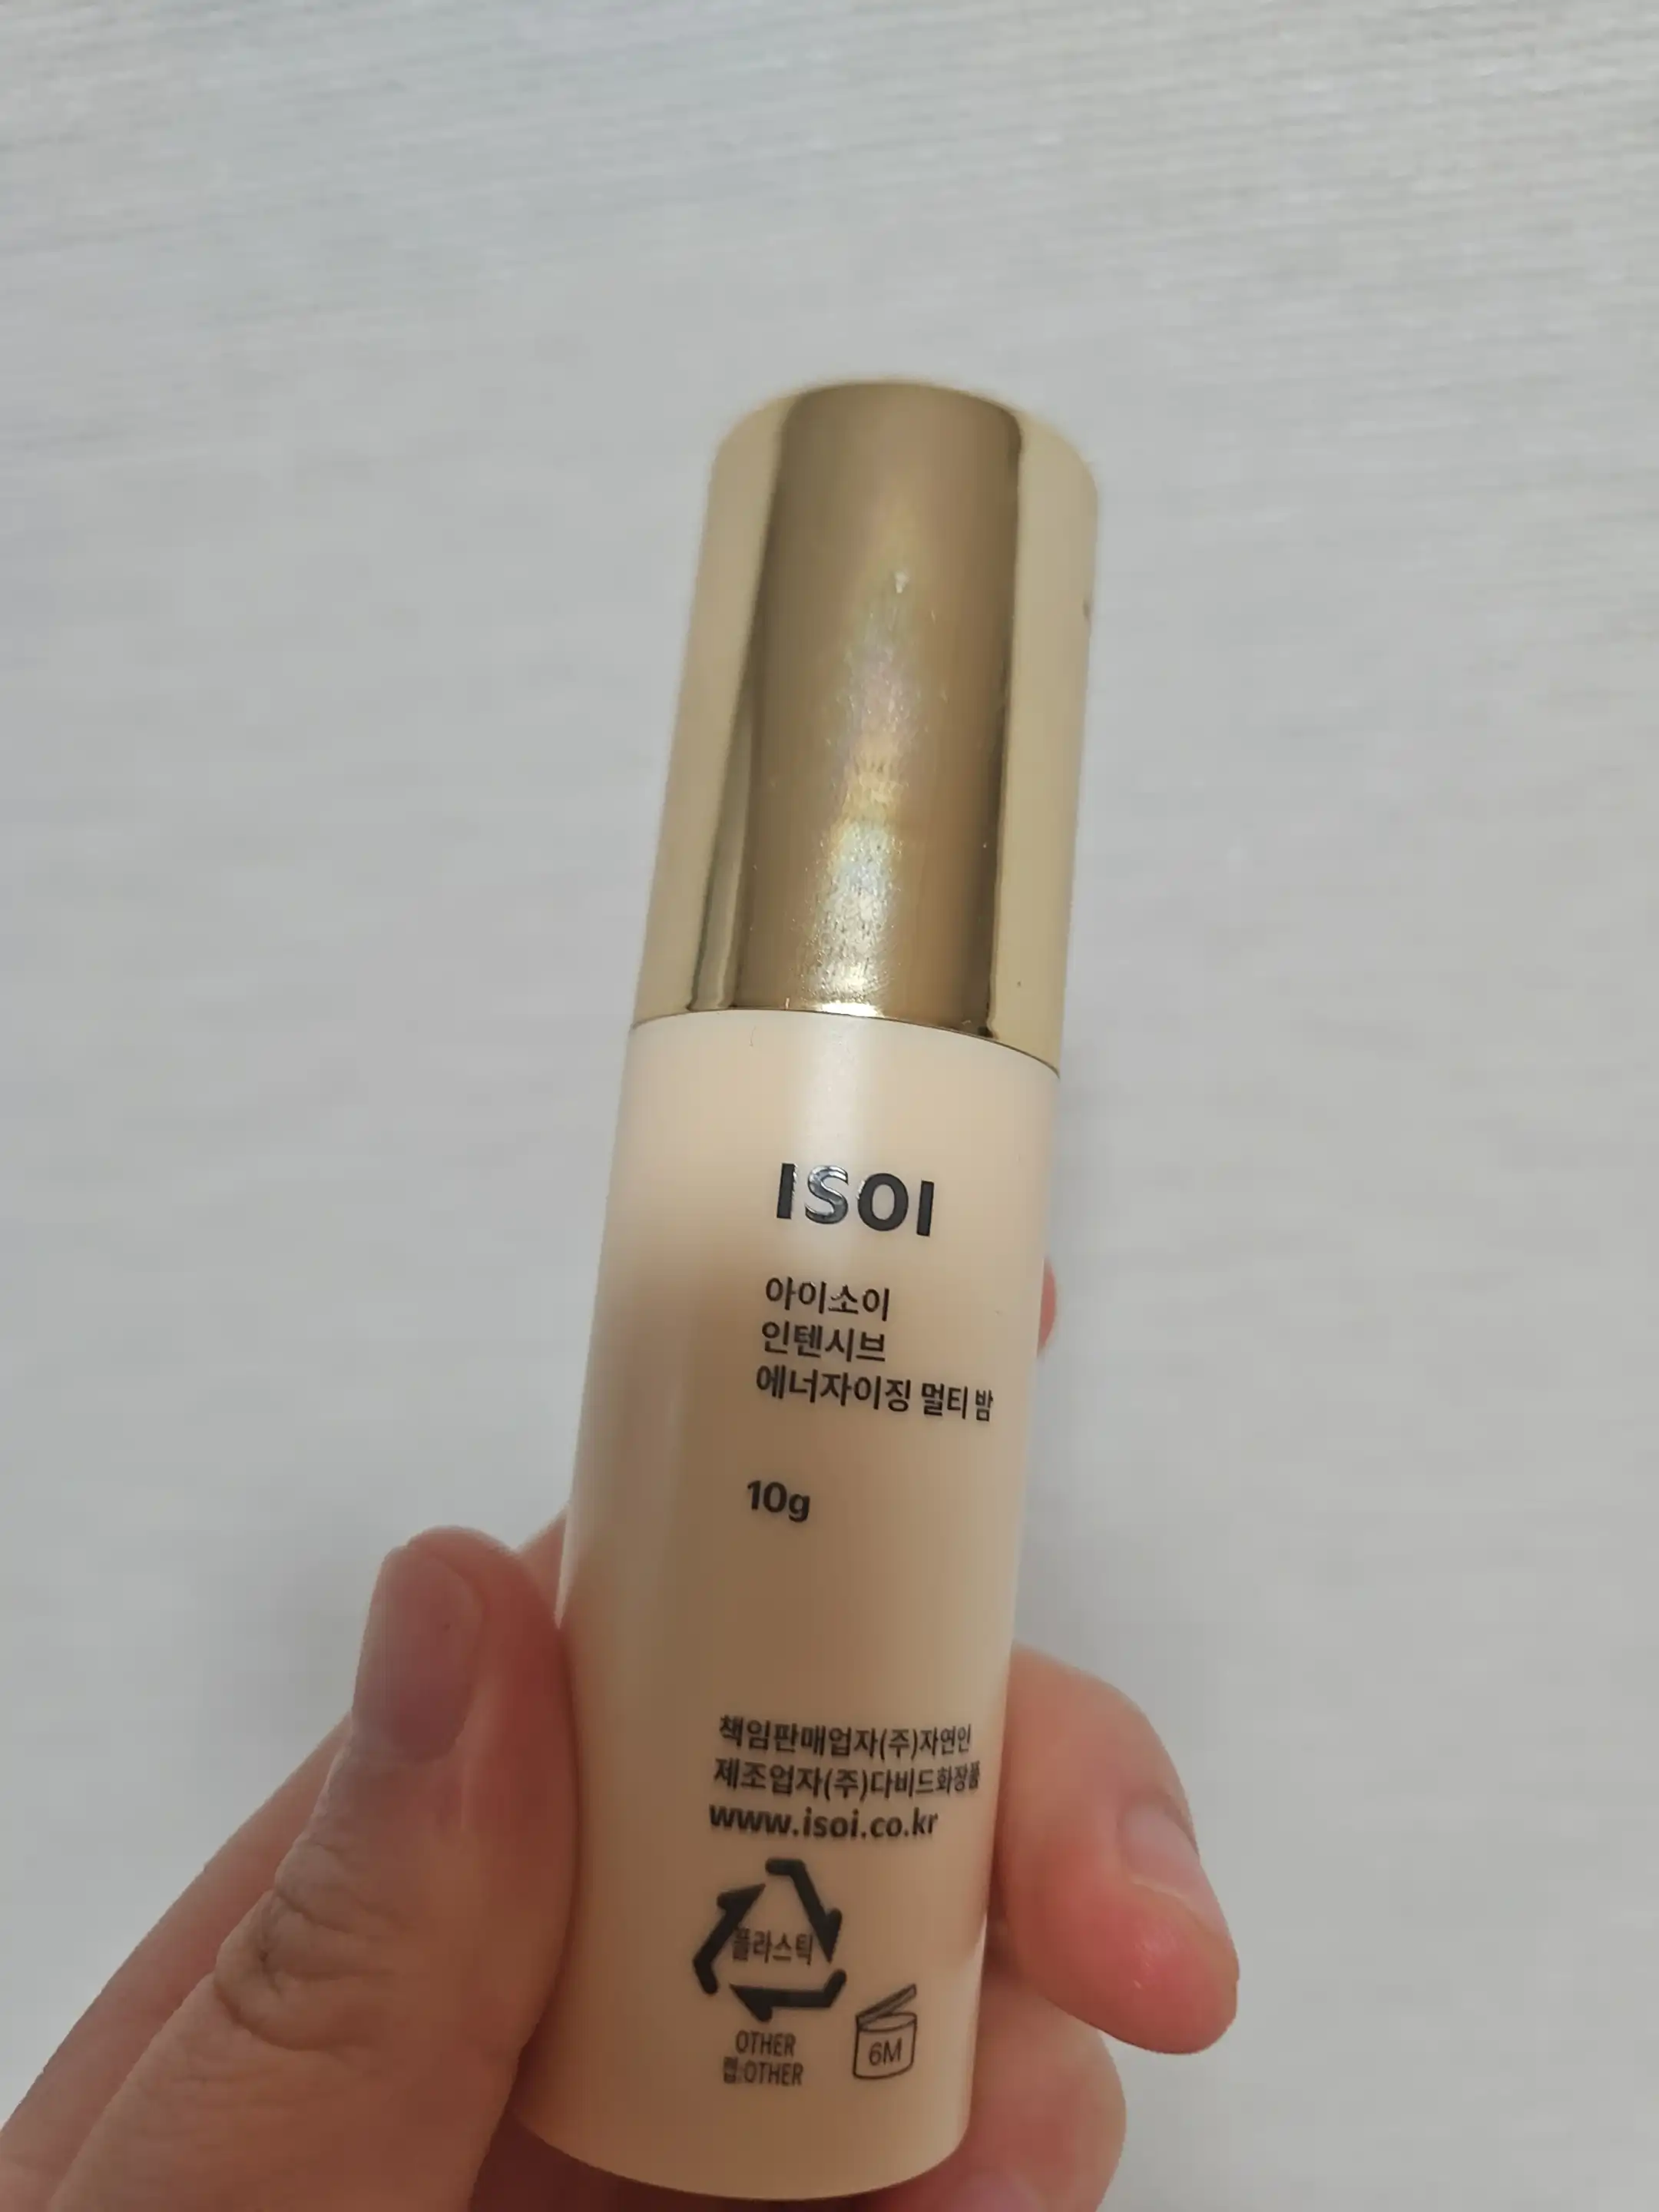 ISOI
아이소이
인텐시브
에너자이징 멀티 밤
10g
책임판매업자(주)자연인
제조업자(주)다비드화장품
www.isoi.co.kr
플라스틱
OTHER
캡:OTHER
6M